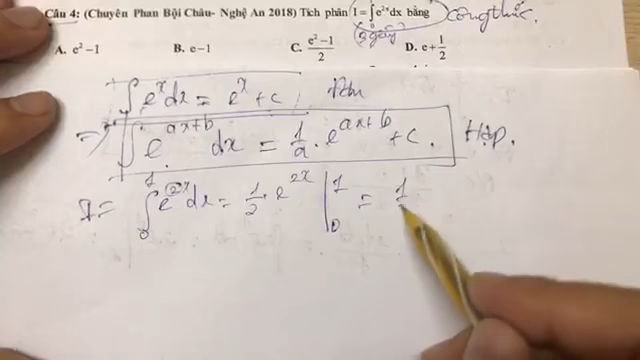 Câu 4: (Chuyên Phan Bội Châu- Nghệ An 2018) Tích phân I = ∫₀¹ e²ˣdx bằng công thức.
A. e² − 1 B. e − 1 C. (e² − 1)/2 D. e + 1/2
∫ eˣdx = eˣ + c
=> ∫ e^(ax+b) dx = 1/a . e^(ax+b) + c. Hợp.
I = ∫₀¹ e^(2x) dx = 1/2 . e^(2x) |₀¹ = 1